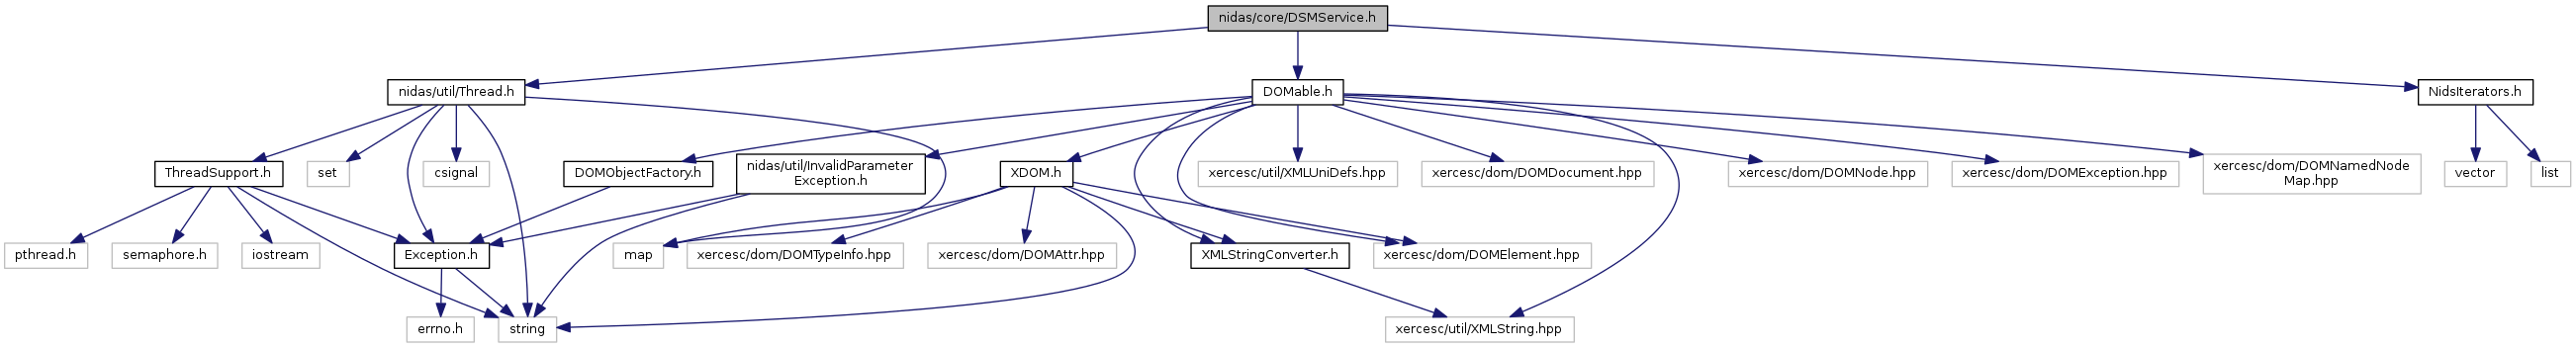 nidas/core/DSMService.h
nidas/util/Thread.h
DOMable.h
NidsIterators.h
ThreadSupport.h
set
csignal
DOMObjectFactory.h
nidas/util/InvalidParameter
Exception.h
XDOM.h
xercesc/util/XMLUniDefs.hpp
xercesc/dom/DOMDocument.hpp
xercesc/dom/DOMNode.hpp
xercesc/dom/DOMException.hpp
xercesc/dom/DOMNamedNode
Map.hpp
vector
list
pthread.h
semaphore.h
iostream
Exception.h
map
xercesc/dom/DOMTypeInfo.hpp
xercesc/dom/DOMAttr.hpp
XMLStringConverter.h
xercesc/dom/DOMElement.hpp
errno.h
string
xercesc/util/XMLString.hpp